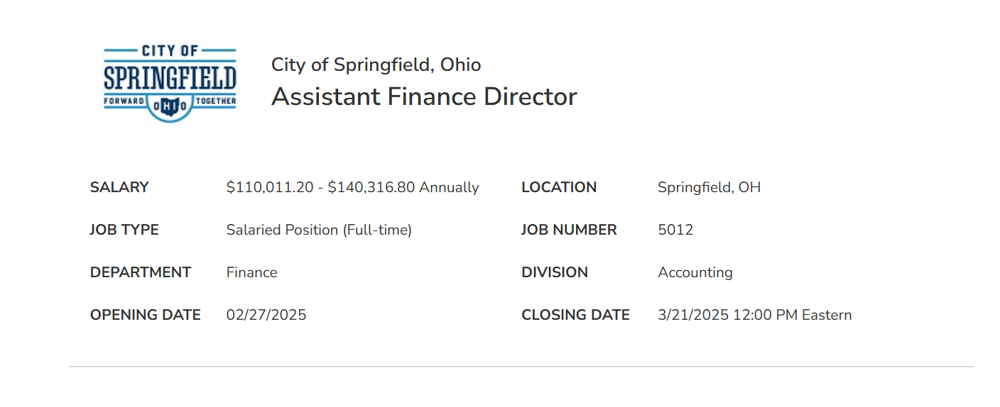 CITY OF
SPRINGFIELD
FORWARD OHIO TOGETHER
City of Springfield, Ohio
Assistant Finance Director
SALARY $110,011.20 - $140,316.80 Annually LOCATION Springfield, OH
JOB TYPE Salaried Position (Full-time) JOB NUMBER 5012
DEPARTMENT Finance DIVISION Accounting
OPENING DATE 02/27/2025 CLOSING DATE 3/21/2025 12:00 PM Eastern